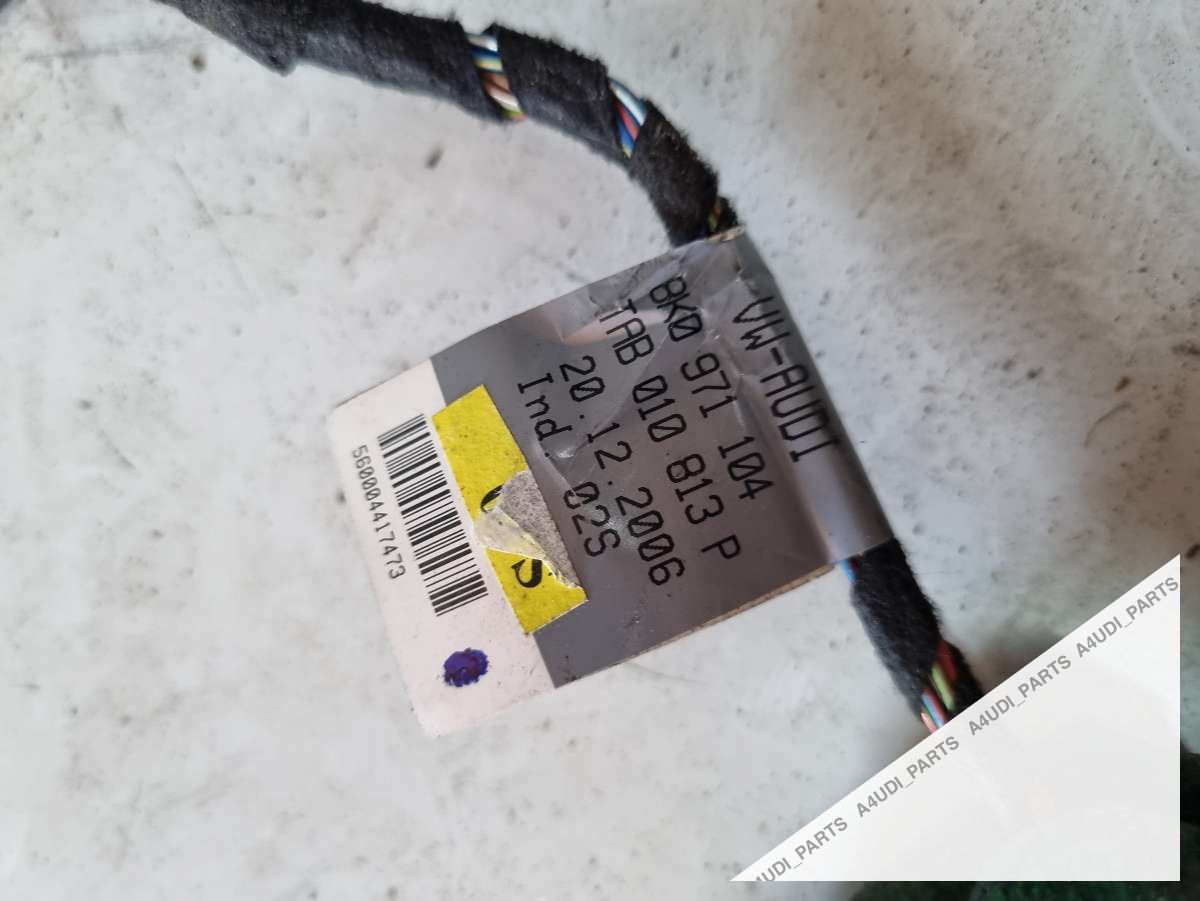 VW-AUDI
8K0 971 104
TAB 010 813 P
20.12.2006
Ind. 02S
S
560004417473
A4UDI_PARTS A4UDI_PARTS A4UDI_PARTS A4UDI_PARTS